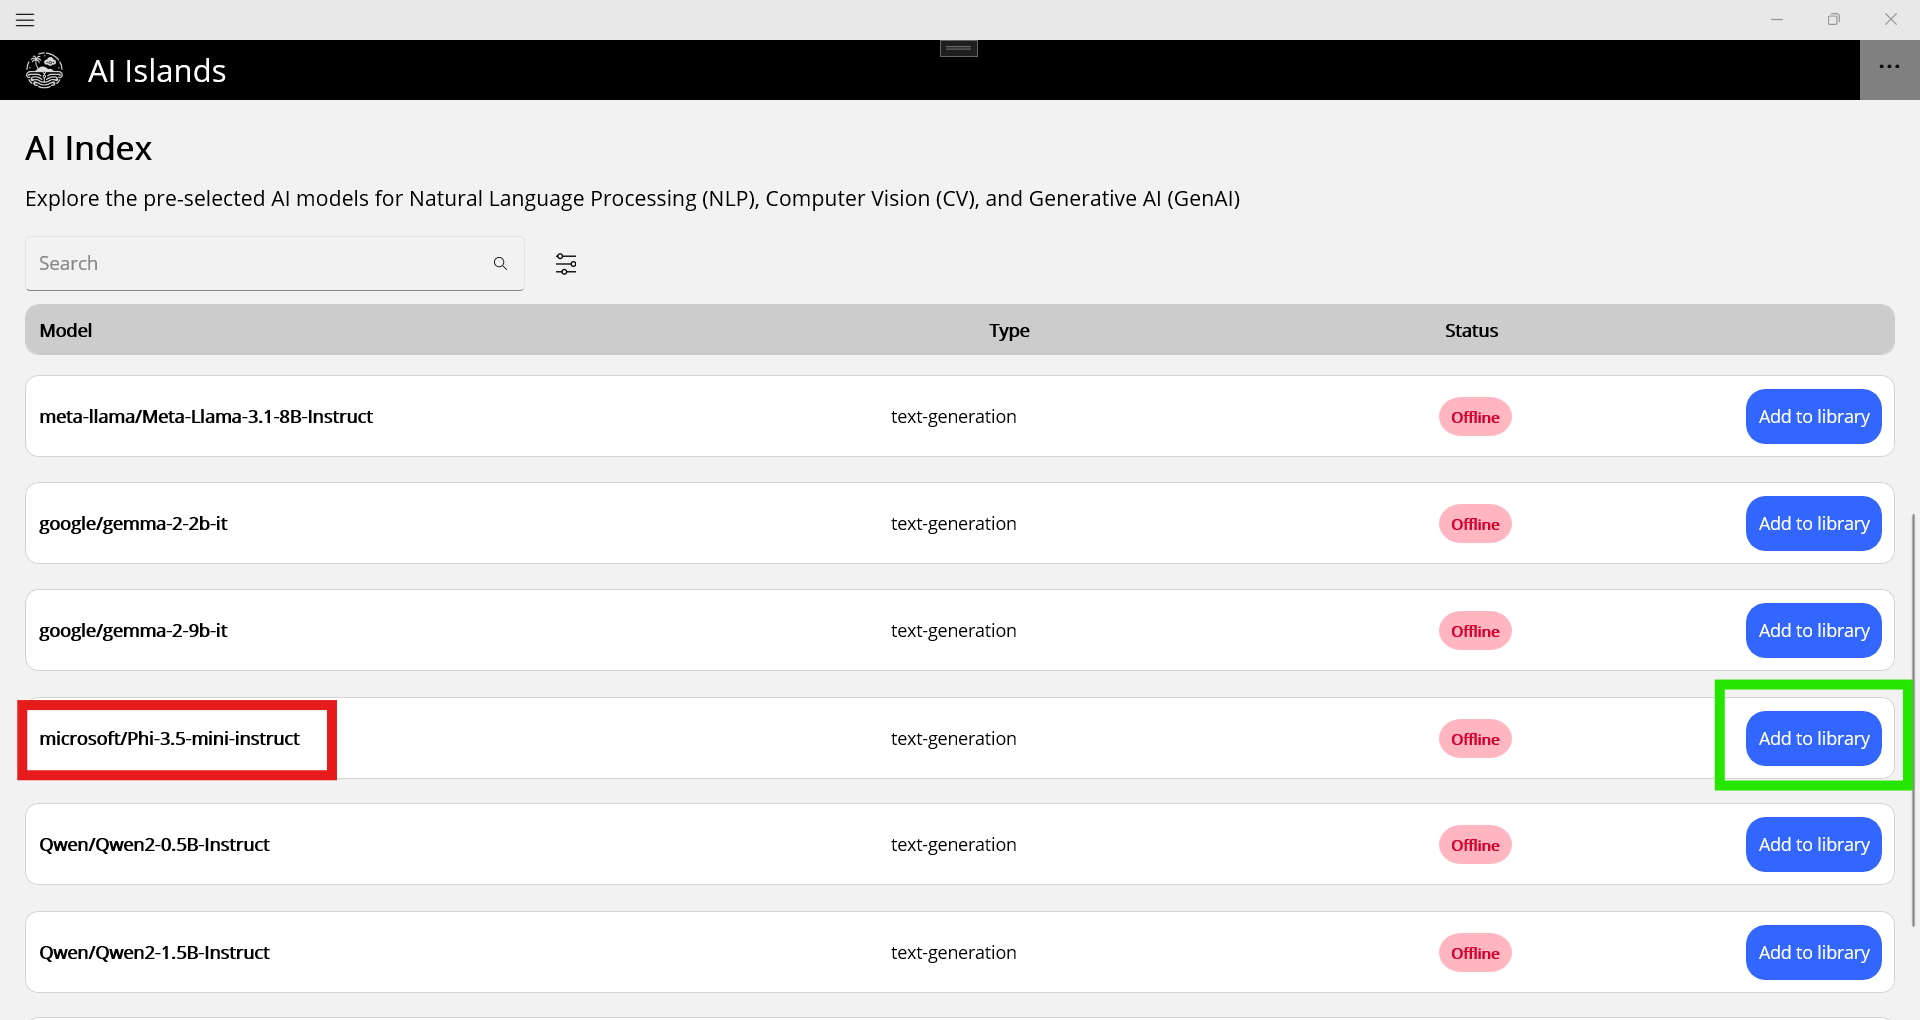 AI Islands
...
AI Index
Explore the pre-selected AI models for Natural Language Processing (NLP), Computer Vision (CV), and Generative AI (GenAI)
Search
Model Type Status
meta-llama/Meta-Llama-3.1-8B-Instruct text-generation Offline Add to library
google/gemma-2-2b-it text-generation Offline Add to library
google/gemma-2-9b-it text-generation Offline Add to library
microsoft/Phi-3.5-mini-instruct text-generation Offline Add to library
Qwen/Qwen2-0.5B-Instruct text-generation Offline Add to library
Qwen/Qwen2-1.5B-Instruct text-generation Offline Add to library